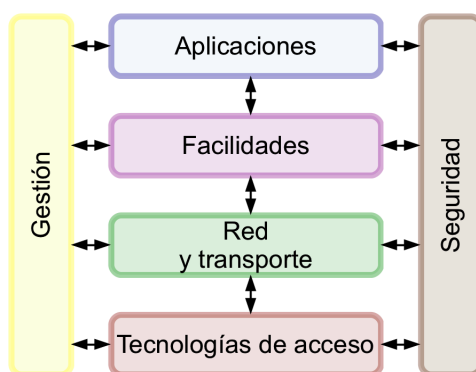 Aplicaciones
Facilidades
Red
y transporte
Tecnologías de acceso
Gestión
Seguridad